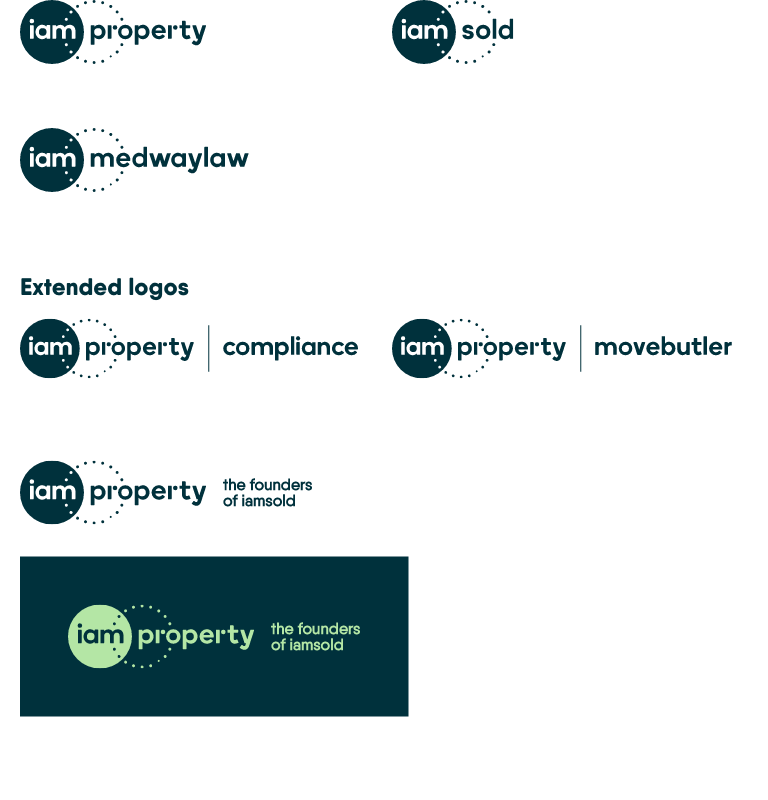 iam property
iam sold
iam medwaylaw
Extended logos
iam property | compliance
iam property | movebutler
iam property
the founders
of iamsold
iam property
the founders
of iamsold